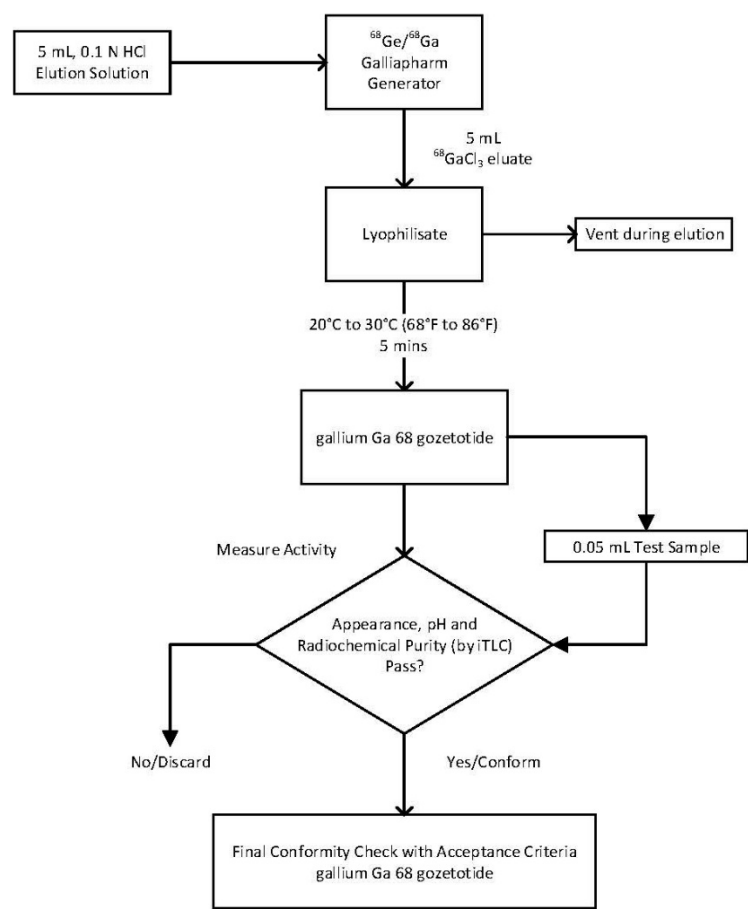 5 mL, 0.1 N HCl
Elution Solution
⁶⁸Ge/⁶⁸Ga
Galliapharm
Generator
5 mL
⁶⁸GaCl₃ eluate
Lyophilisate
Vent during elution
20°C to 30°C (68°F to 86°F)
5 mins
gallium Ga 68 gozetotide
0.05 mL Test Sample
Measure Activity
Appearance, pH and
Radiochemical Purity (by iTLC)
Pass?
No/Discard
Yes/Conform
Final Conformity Check with Acceptance Criteria
gallium Ga 68 gozetotide